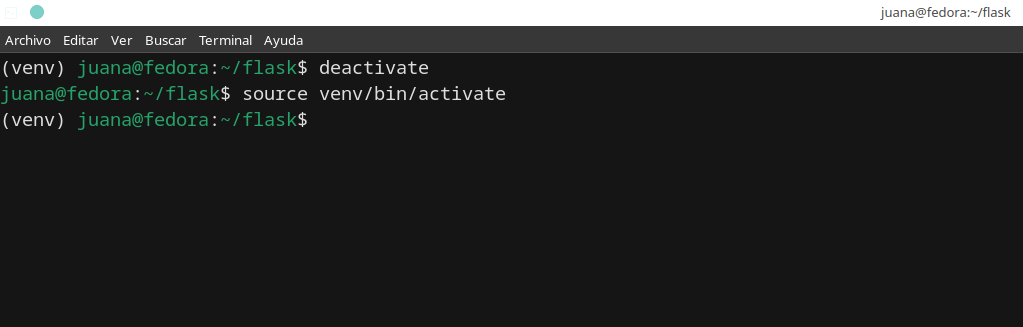 juana@fedora:~/flask
Archivo Editar Ver Buscar Terminal Ayuda
(venv) juana@fedora:~/flask$ deactivate
juana@fedora:~/flask$ source venv/bin/activate
(venv) juana@fedora:~/flask$